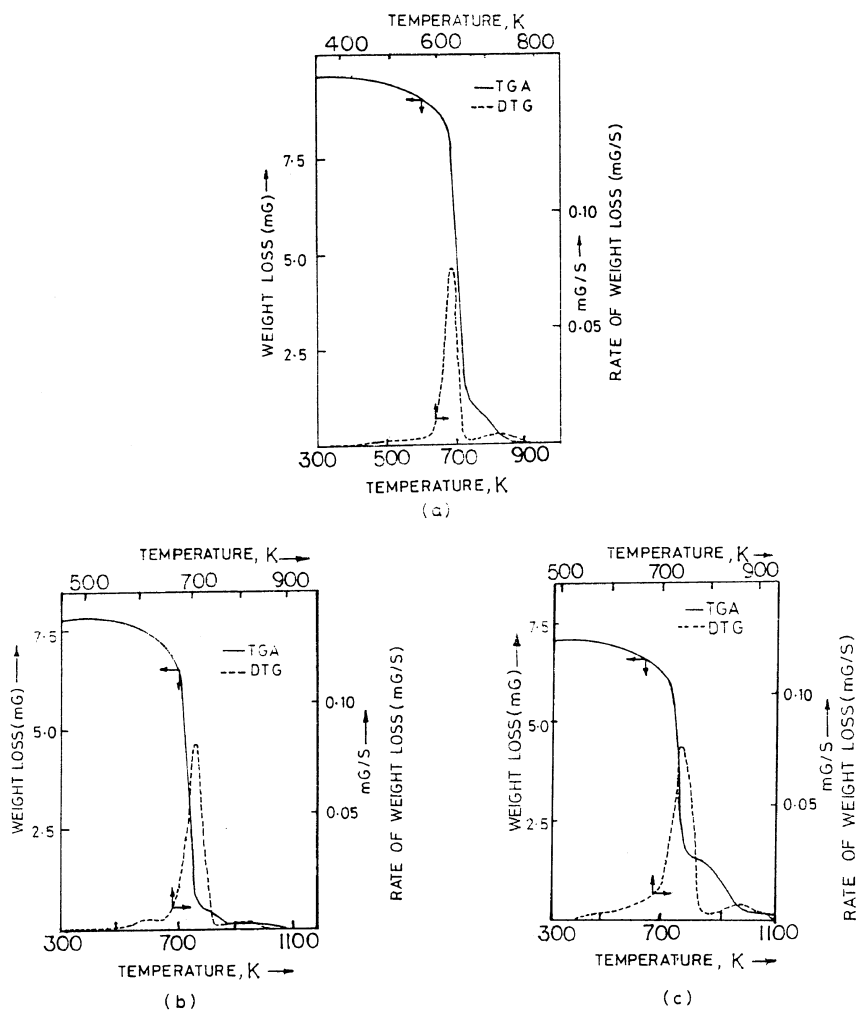 TEMPERATURE, K
400 500 600 700 800
— TGA
---- DTG
7.5
5.0
2.5
WEIGHT LOSS (mG) →
0.10
0.05
mG/S →
RATE OF WEIGHT LOSS (mG/S)
300 500 700 900
TEMPERATURE, K
(a)
TEMPERATURE, K →
500 700 900
— TGA
---- DTG
7.5
5.0
2.5
WEIGHT LOSS (mG) →
0.10
0.05
mG/S →
RATE OF WEIGHT LOSS (mG/S)
300 700 1100
TEMPERATURE, K →
(b)
TEMPERATURE, K →
500 700 900
— TGA
---- DTG
7.5
5.0
2.5
WEIGHT LOSS (mG) →
0.10
0.05
mG/S →
RATE OF WEIGHT LOSS (mG/S)
300 700 1100
TEMPERATURE, K →
(c)